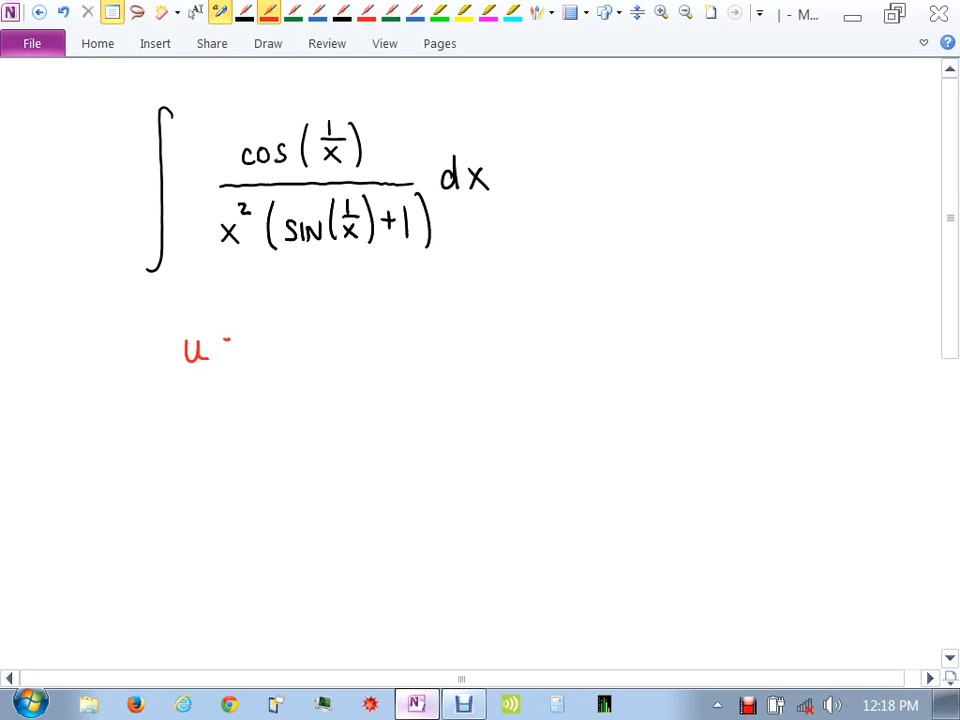 | - M...
File Home Insert Share Draw Review View Pages
∫ cos(1/x) / x²(sin(1/x)+1) dx
u -
12:18 PM